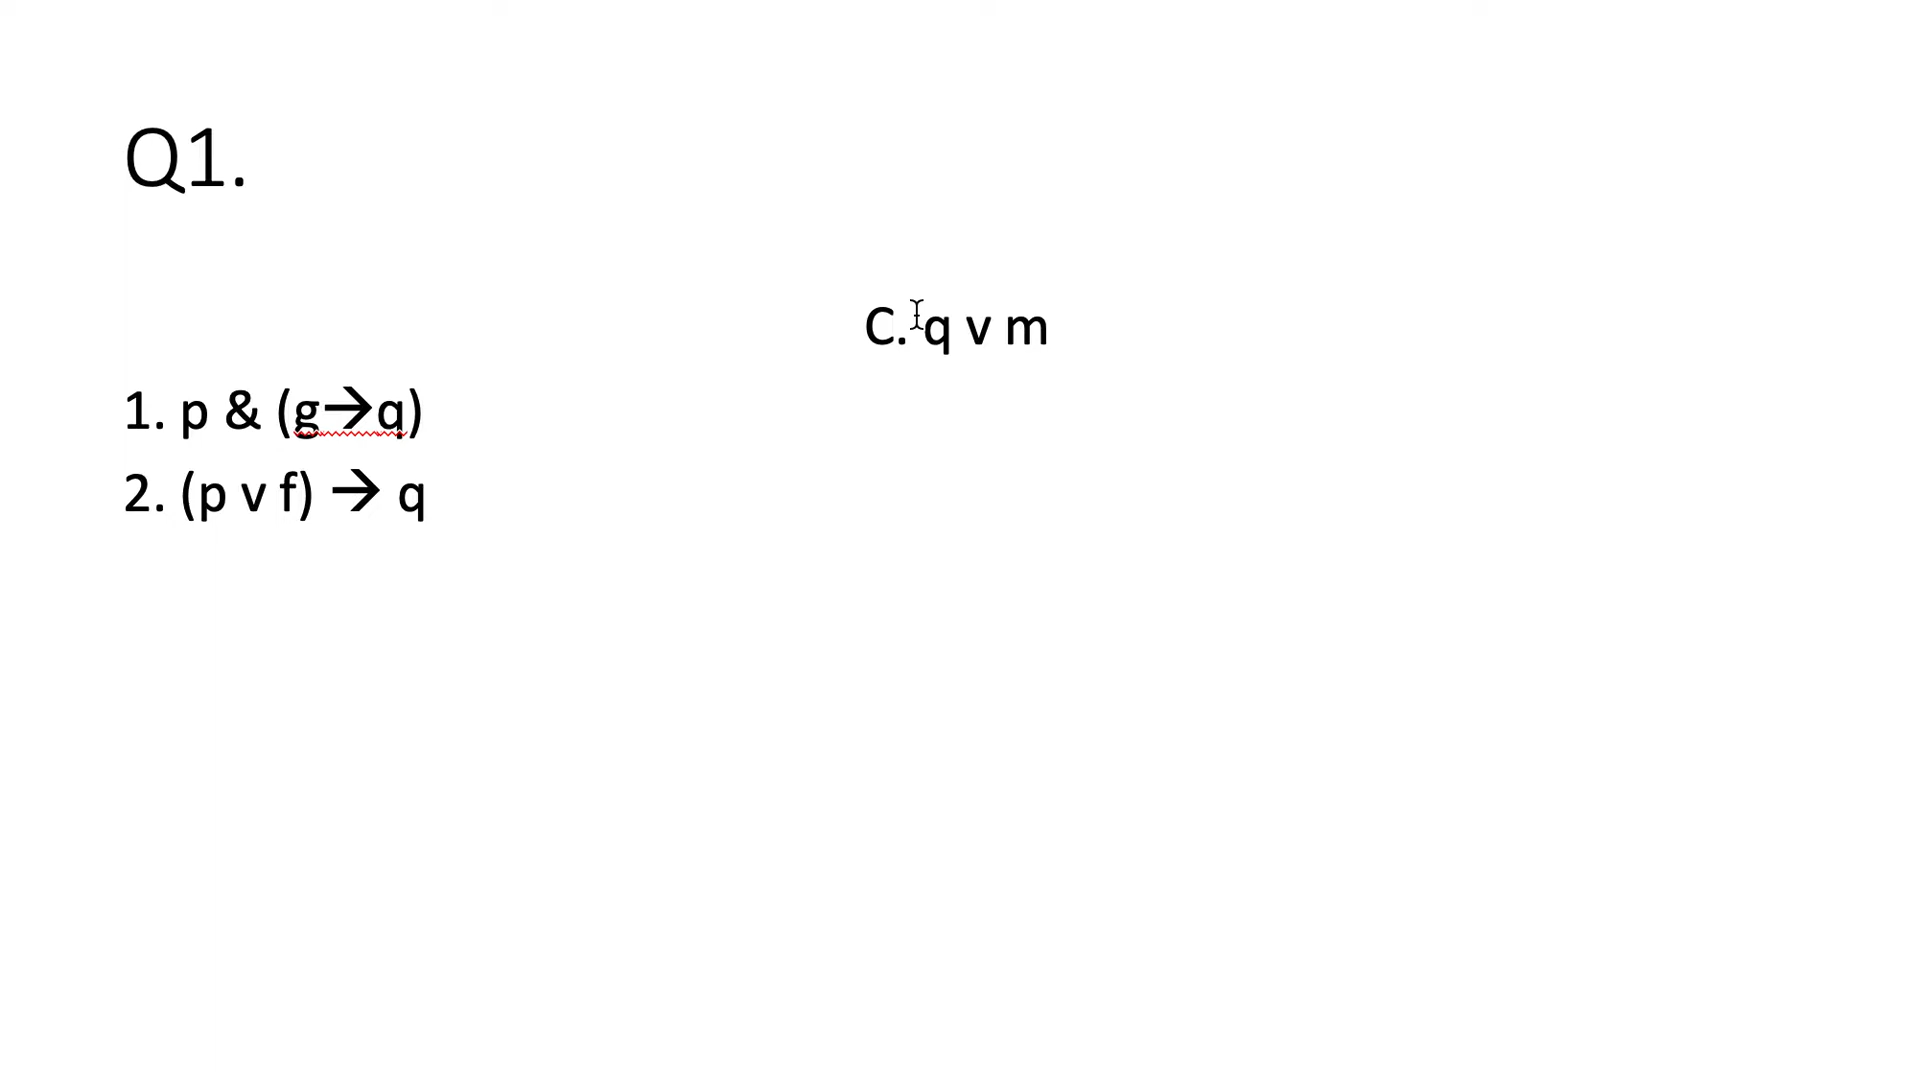 Q1.
C. q v m
1. p & (g→q)
2. (p v f) → q